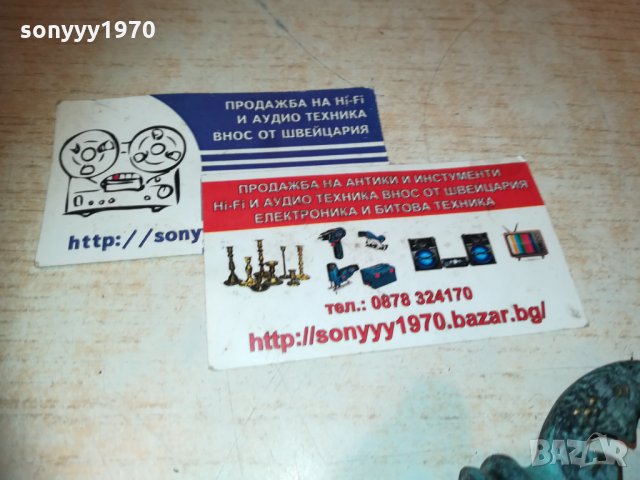 sonyyy1970
ПРОДАЖБА НА Hi-Fi
И АУДИО ТЕХНИКА
ВНОС ОТ ШВЕЙЦАРИЯ
http://sony
ПРОДАЖБА НА АНТИКИ И ИНСТУМЕНТИ
Hi-Fi И АУДИО ТЕХНИКА ВНОС ОТ ШВЕЙЦАРИЯ
ЕЛЕКТРОНИКА И БИТОВА ТЕХНИКА
тел.: 0878 324170
http://sonyyy1970.bazar.bg/
BAZAR